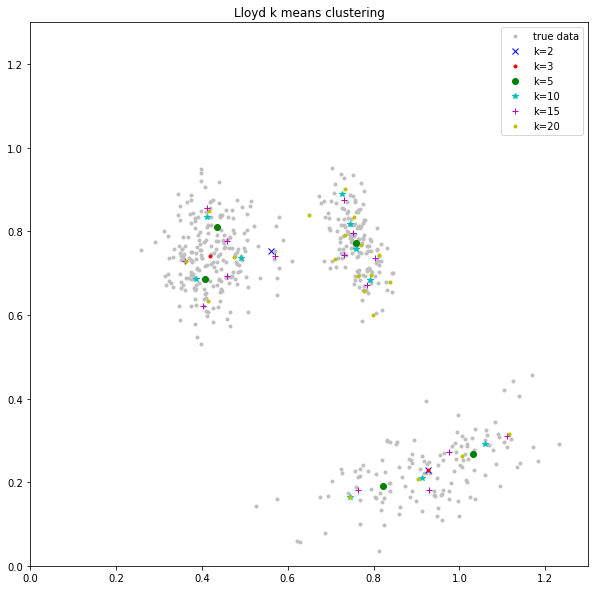 Lloyd k means clustering
true data
k=2
k=3
k=5
k=10
k=15
k=20
1.2
1.0
0.8
0.6
0.4
0.2
0.0
0.0 0.2 0.4 0.6 0.8 1.0 1.2